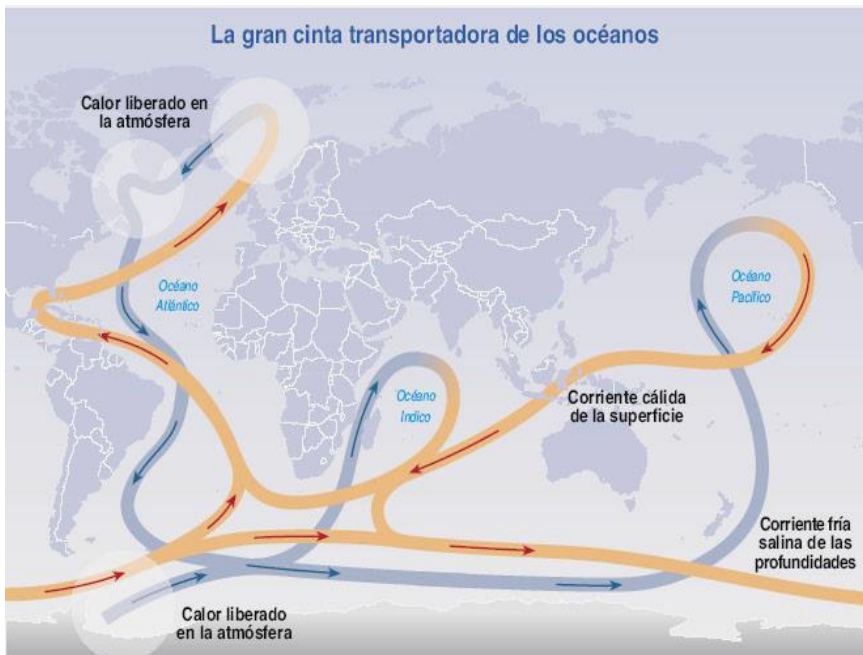 La gran cinta transportadora de los océanos
Calor liberado en
la atmósfera
Océano
Atlántico
Océano
Pacífico
Océano
Indico
Corriente cálida
de la superficie
Corriente fría
salina de las
profundidades
Calor liberado
en la atmósfera